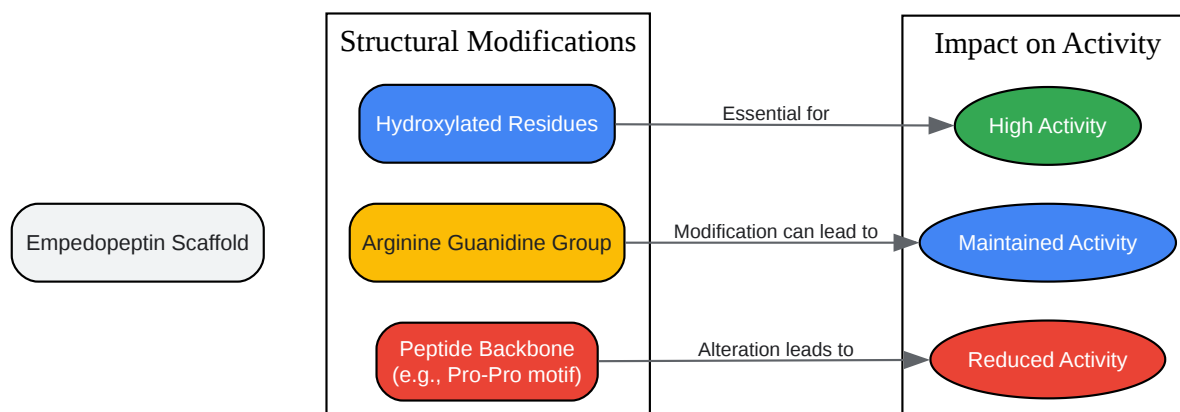 Structural Modifications
Impact on Activity
Hydroxylated Residues
Essential for
High Activity
Empedopeptin Scaffold
Arginine Guanidine Group
Modification can lead to
Maintained Activity
Peptide Backbone
(e.g., Pro-Pro motif)
Alteration leads to
Reduced Activity